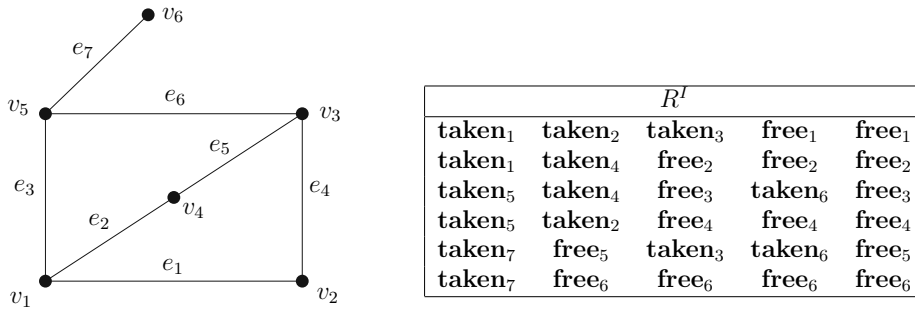 v₆
e₇
v₅ e₆ v₃
e₅
e₃ e₄
v₄
e₂
e₁
v₁ v₂
Rᴵ
taken₁ taken₂ taken₃ free₁ free₁
taken₁ taken₄ free₂ free₂ free₂
taken₅ taken₄ free₃ taken₆ free₃
taken₅ taken₂ free₄ free₄ free₄
taken₇ free₅ taken₃ taken₆ free₅
taken₇ free₆ free₆ free₆ free₆